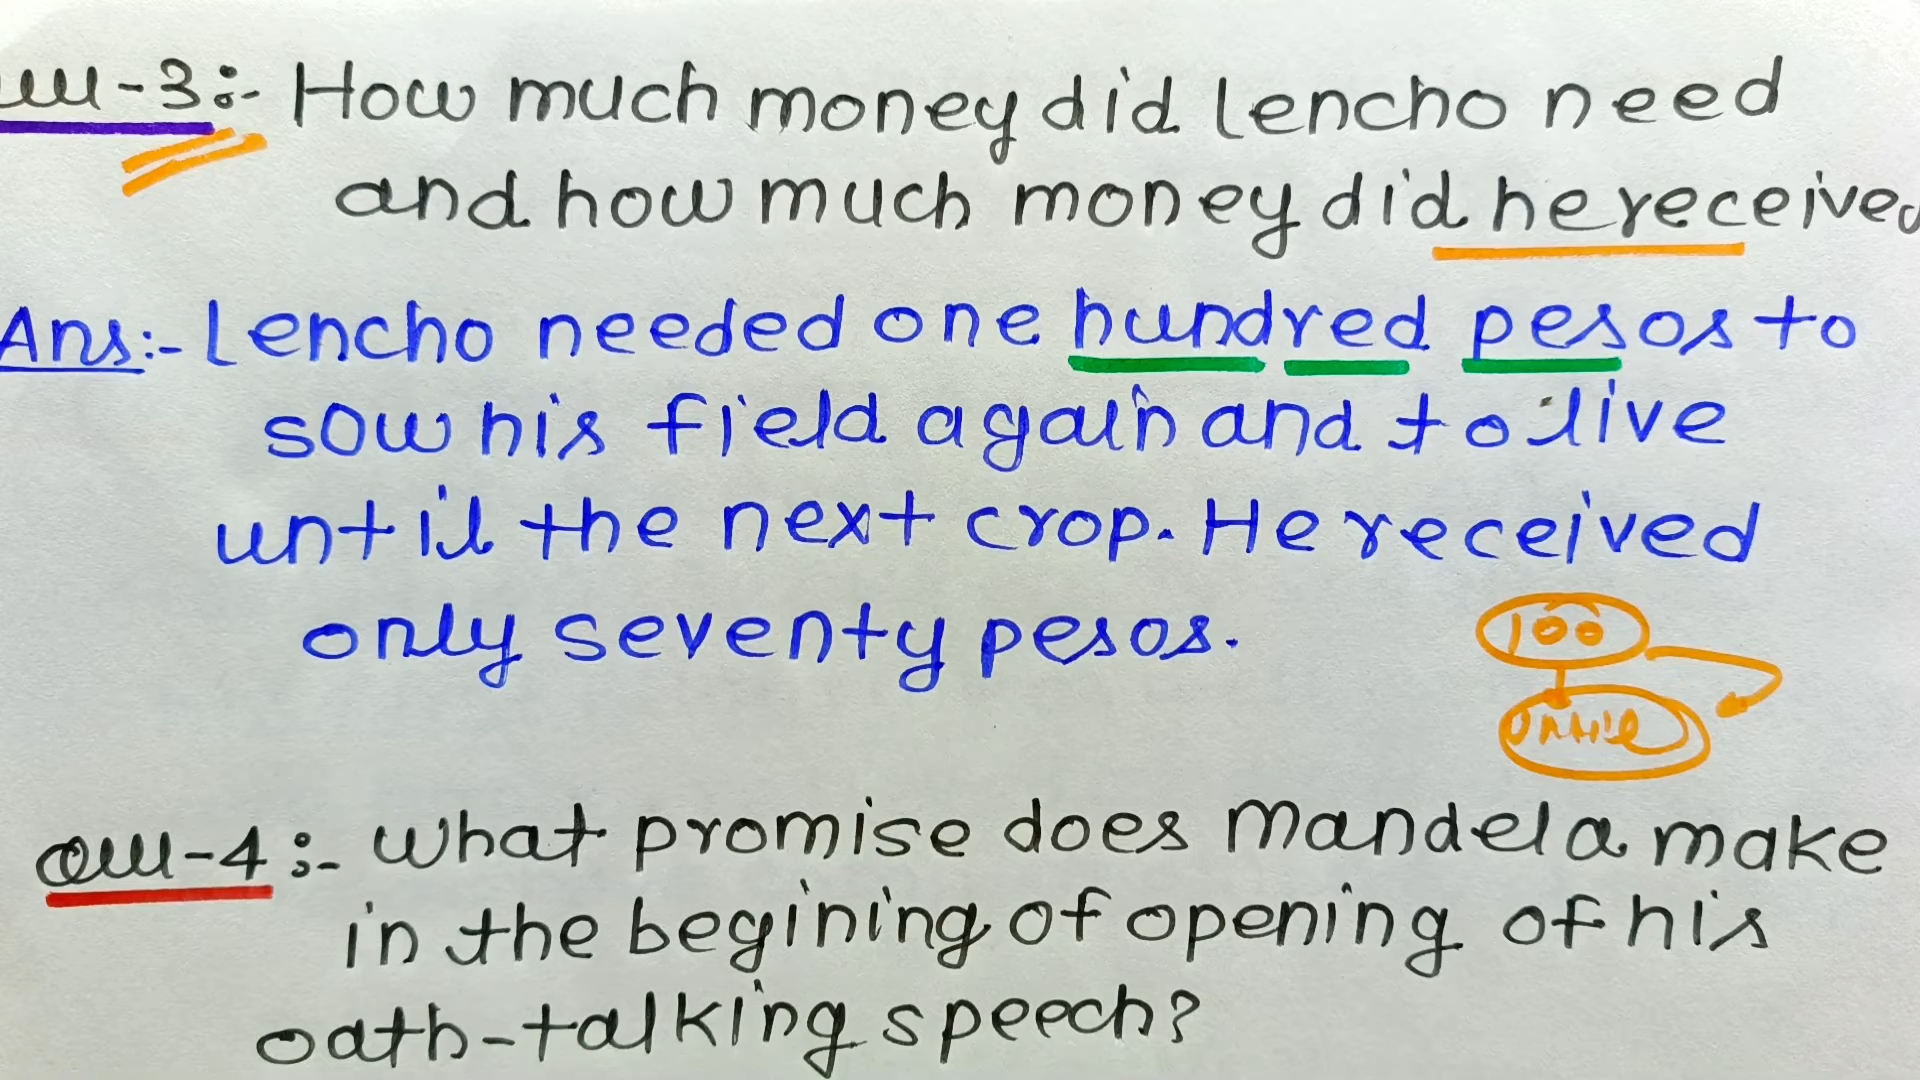 Que-3:- How much money did Lencho need
and how much money did he received
Ans:- Lencho needed one hundred pesos to
sow his field again and to live
until the next crop. He received
only seventy pesos.
100
Que-4:- What promise does Mandela make
in the begining of opening of his
oath-talking speech?